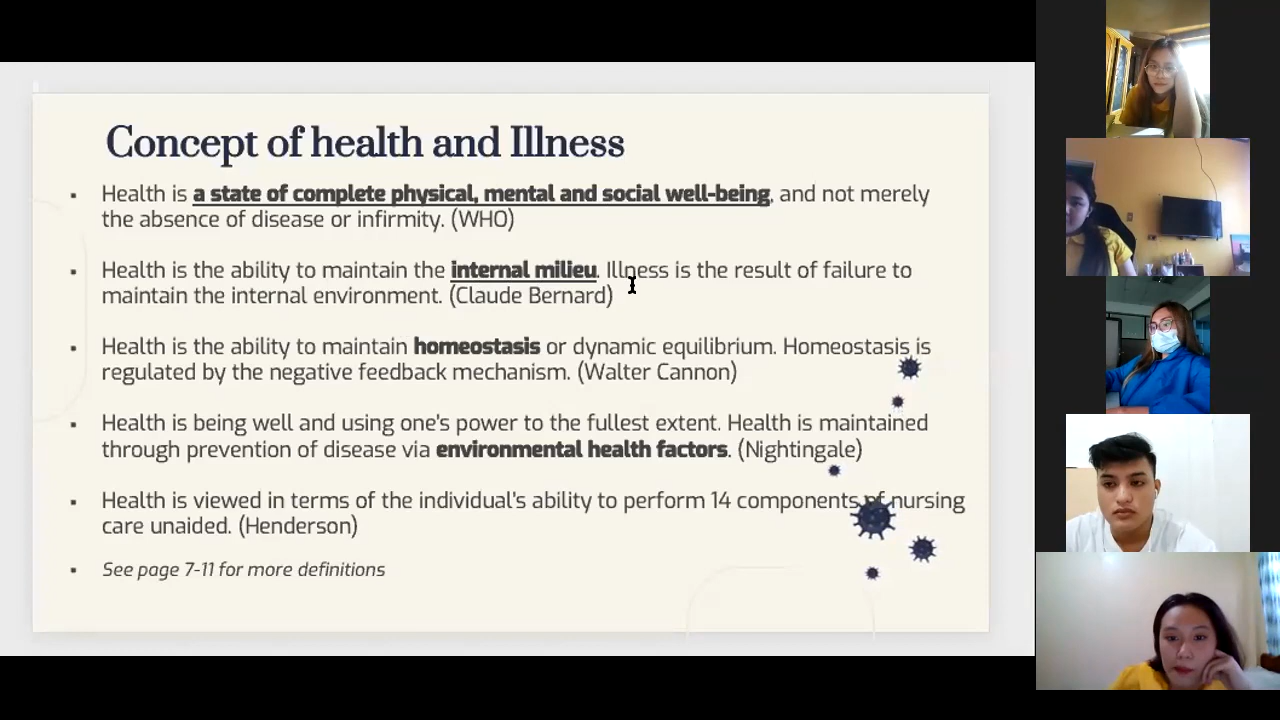 Concept of health and Illness
▪ Health is a state of complete physical, mental and social well-being, and not merely
the absence of disease or infirmity. (WHO)
▪ Health is the ability to maintain the internal milieu. Illness is the result of failure to
maintain the internal environment. (Claude Bernard)
▪ Health is the ability to maintain homeostasis or dynamic equilibrium. Homeostasis is
regulated by the negative feedback mechanism. (Walter Cannon)
▪ Health is being well and using one's power to the fullest extent. Health is maintained
through prevention of disease via environmental health factors. (Nightingale)
▪ Health is viewed in terms of the individual's ability to perform 14 components of nursing
care unaided. (Henderson)
▪ See page 7-11 for more definitions